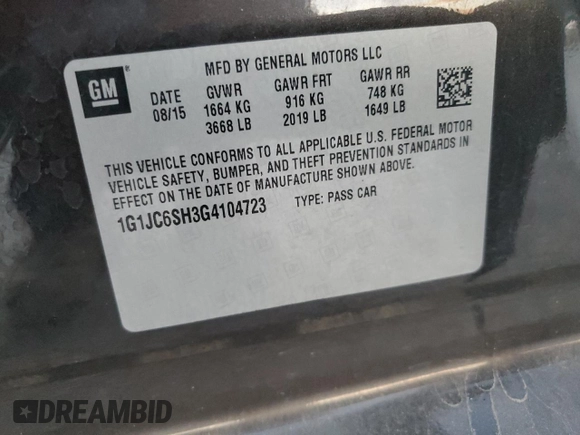 GM
MFD BY GENERAL MOTORS LLC
DATE GVWR GAWR FRT GAWR RR
08/15 1664 KG 916 KG 748 KG
3668 LB 2019 LB 1649 LB
THIS VEHICLE CONFORMS TO ALL APPLICABLE U.S. FEDERAL MOTOR
VEHICLE SAFETY, BUMPER, AND THEFT PREVENTION STANDARDS IN
EFFECT ON THE DATE OF MANUFACTURE SHOWN ABOVE.
1G1JC6SH3G4104723 TYPE: PASS CAR
DREAMBID